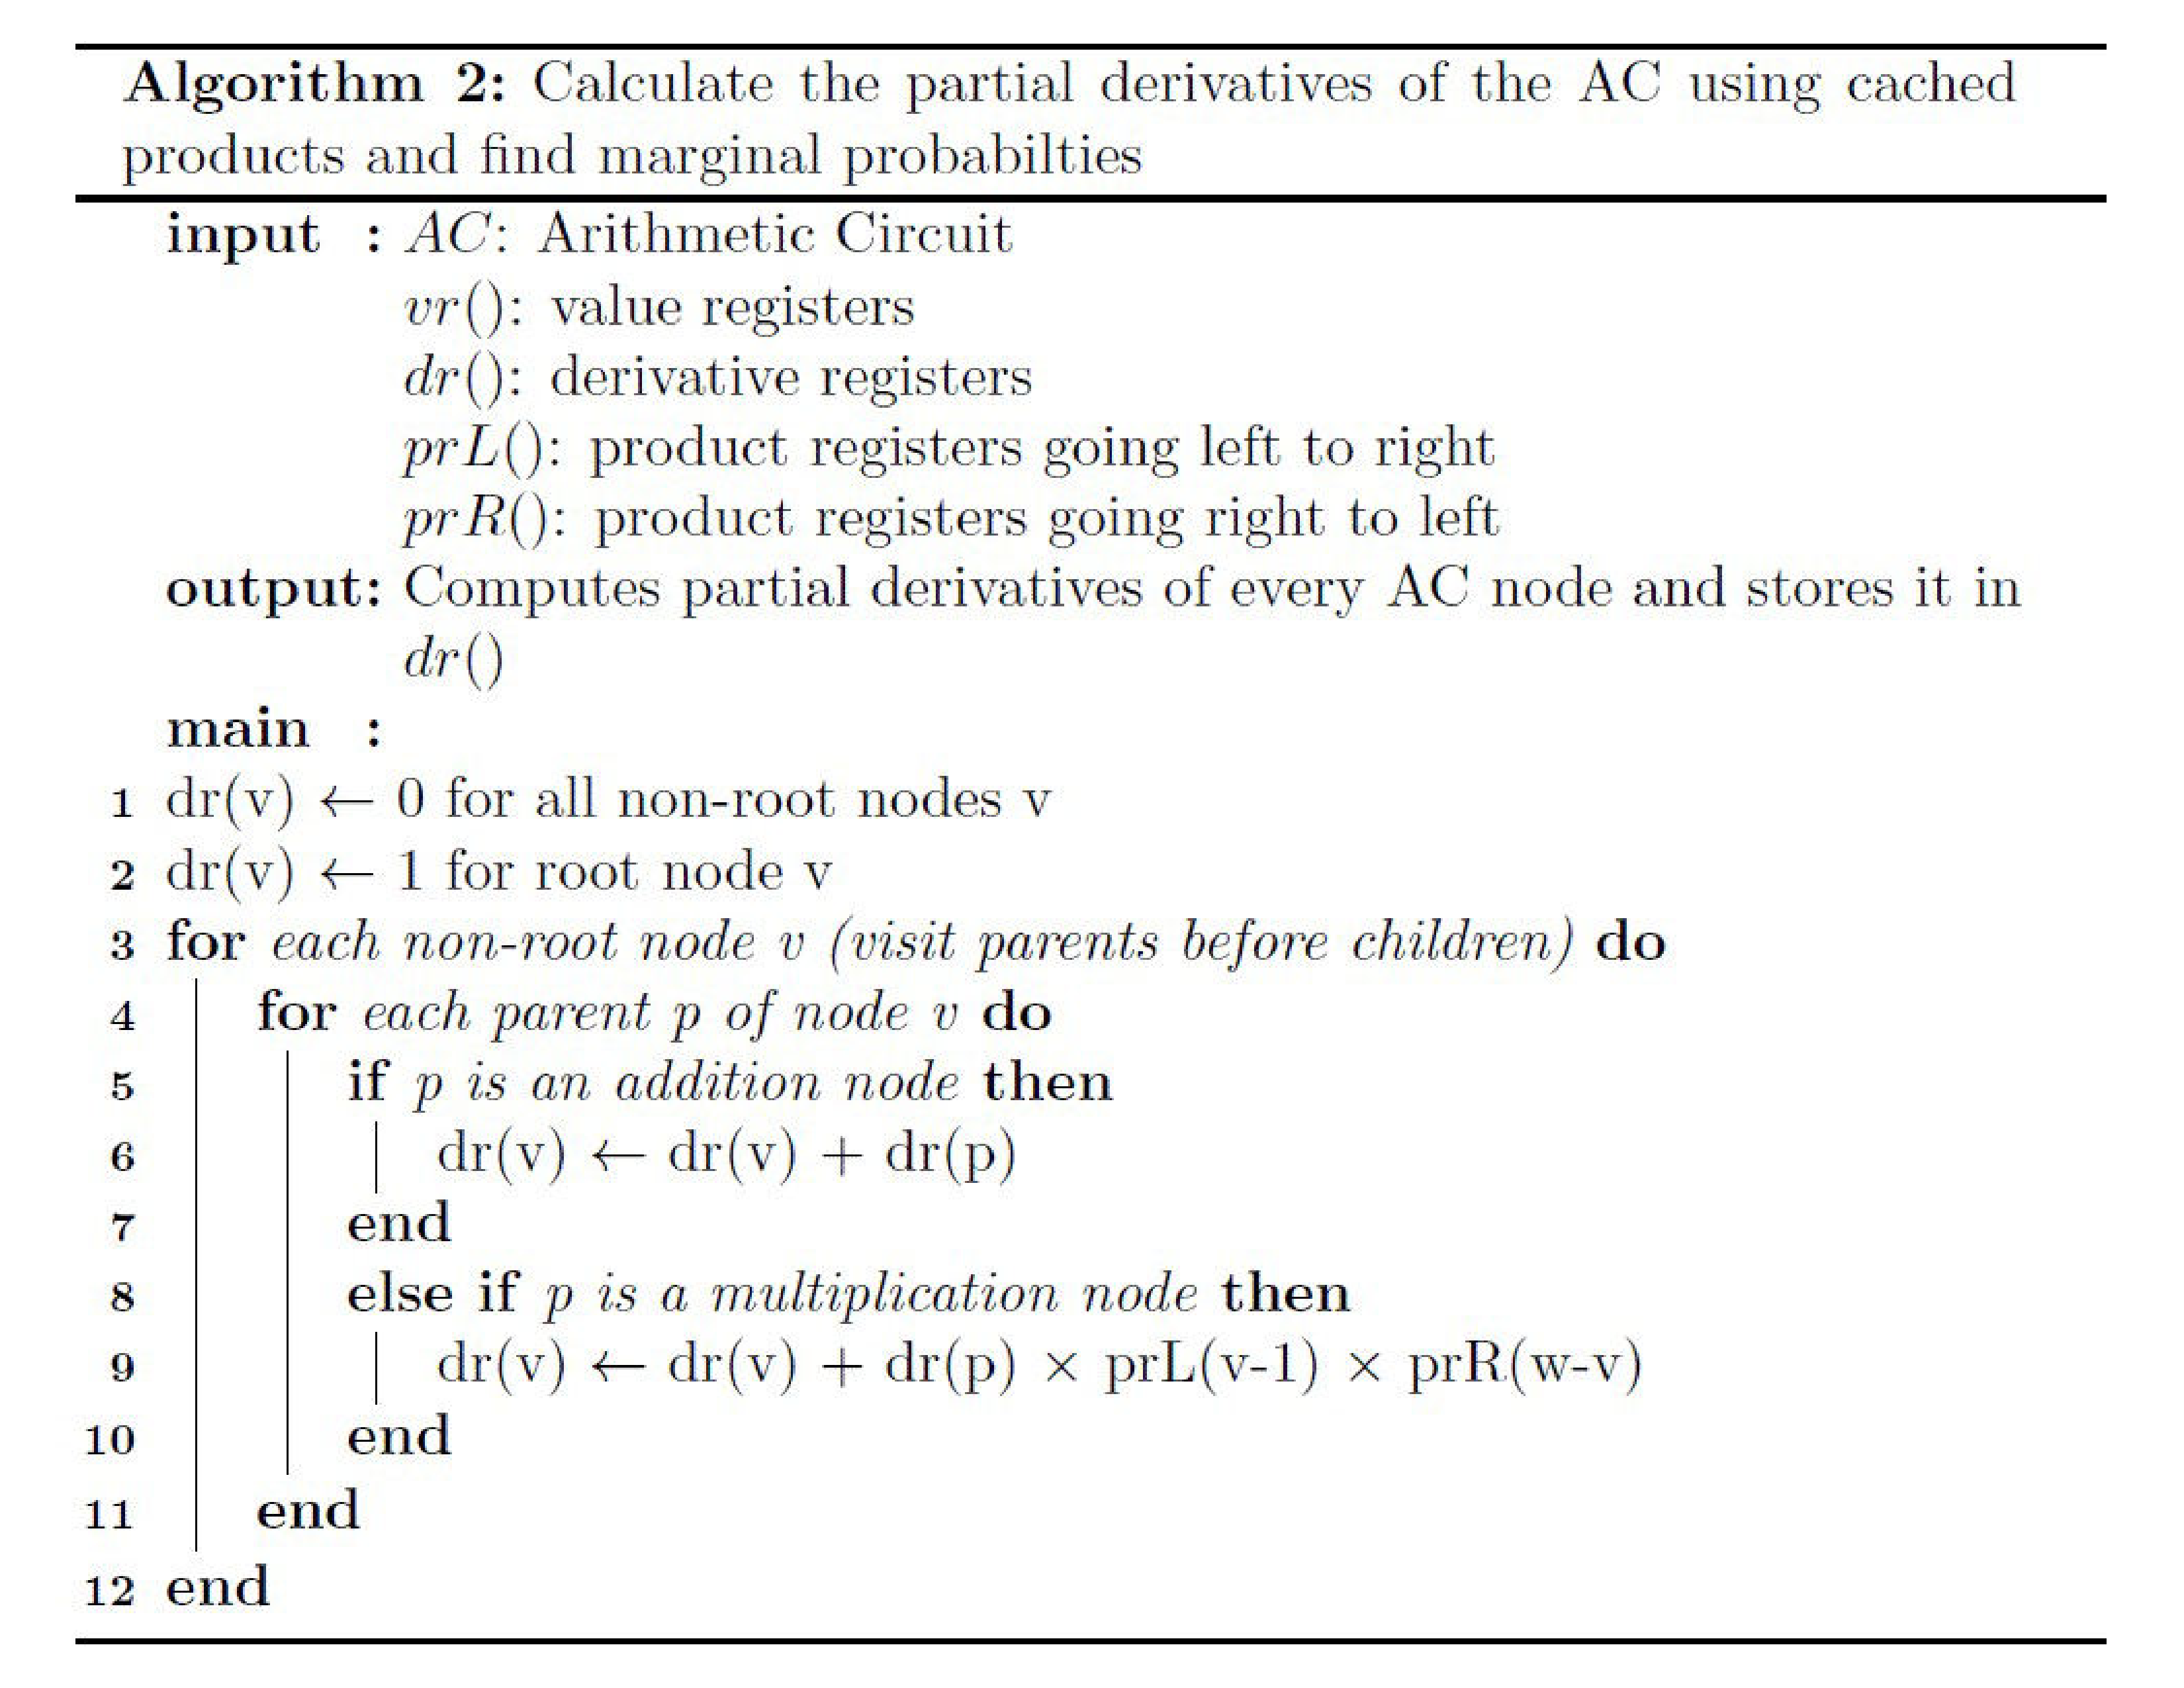 Algorithm 2: Calculate the partial derivatives of the AC using cached
products and find marginal probabilties
input : AC: Arithmetic Circuit
vr(): value registers
dr(): derivative registers
prL(): product registers going left to right
prR(): product registers going right to left
output: Computes partial derivatives of every AC node and stores it in
dr()
main :
1 dr(v) ← 0 for all non-root nodes v
2 dr(v) ← 1 for root node v
3 for each non-root node v (visit parents before children) do
4 for each parent p of node v do
5 if p is an addition node then
6 dr(v) ← dr(v) + dr(p)
7 end
8 else if p is a multiplication node then
9 dr(v) ← dr(v) + dr(p) × prL(v-1) × prR(w-v)
10 end
11 end
12 end